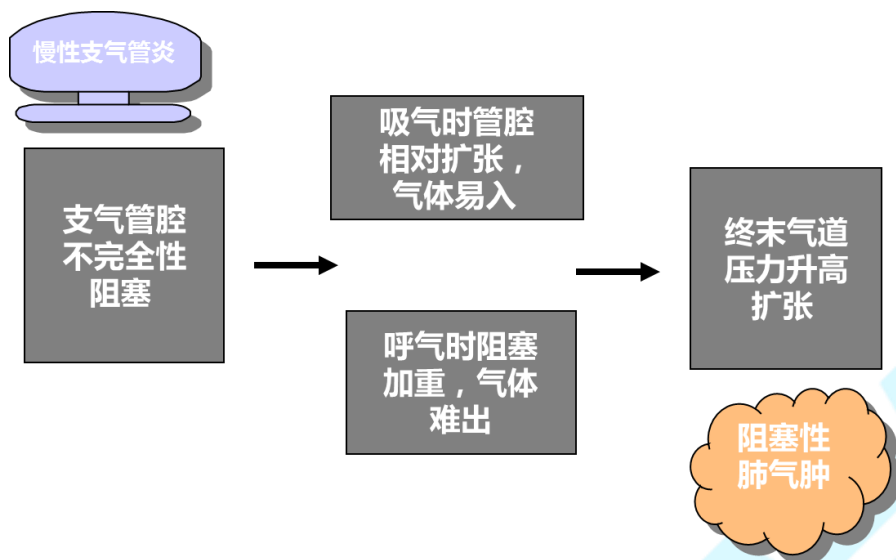 慢性支气管炎
支气管腔
不完全性
阻塞
吸气时管腔
相对扩张，
气体易入
呼气时阻塞
加重，气体
难出
终末气道
压力升高
扩张
阻塞性
肺气肿